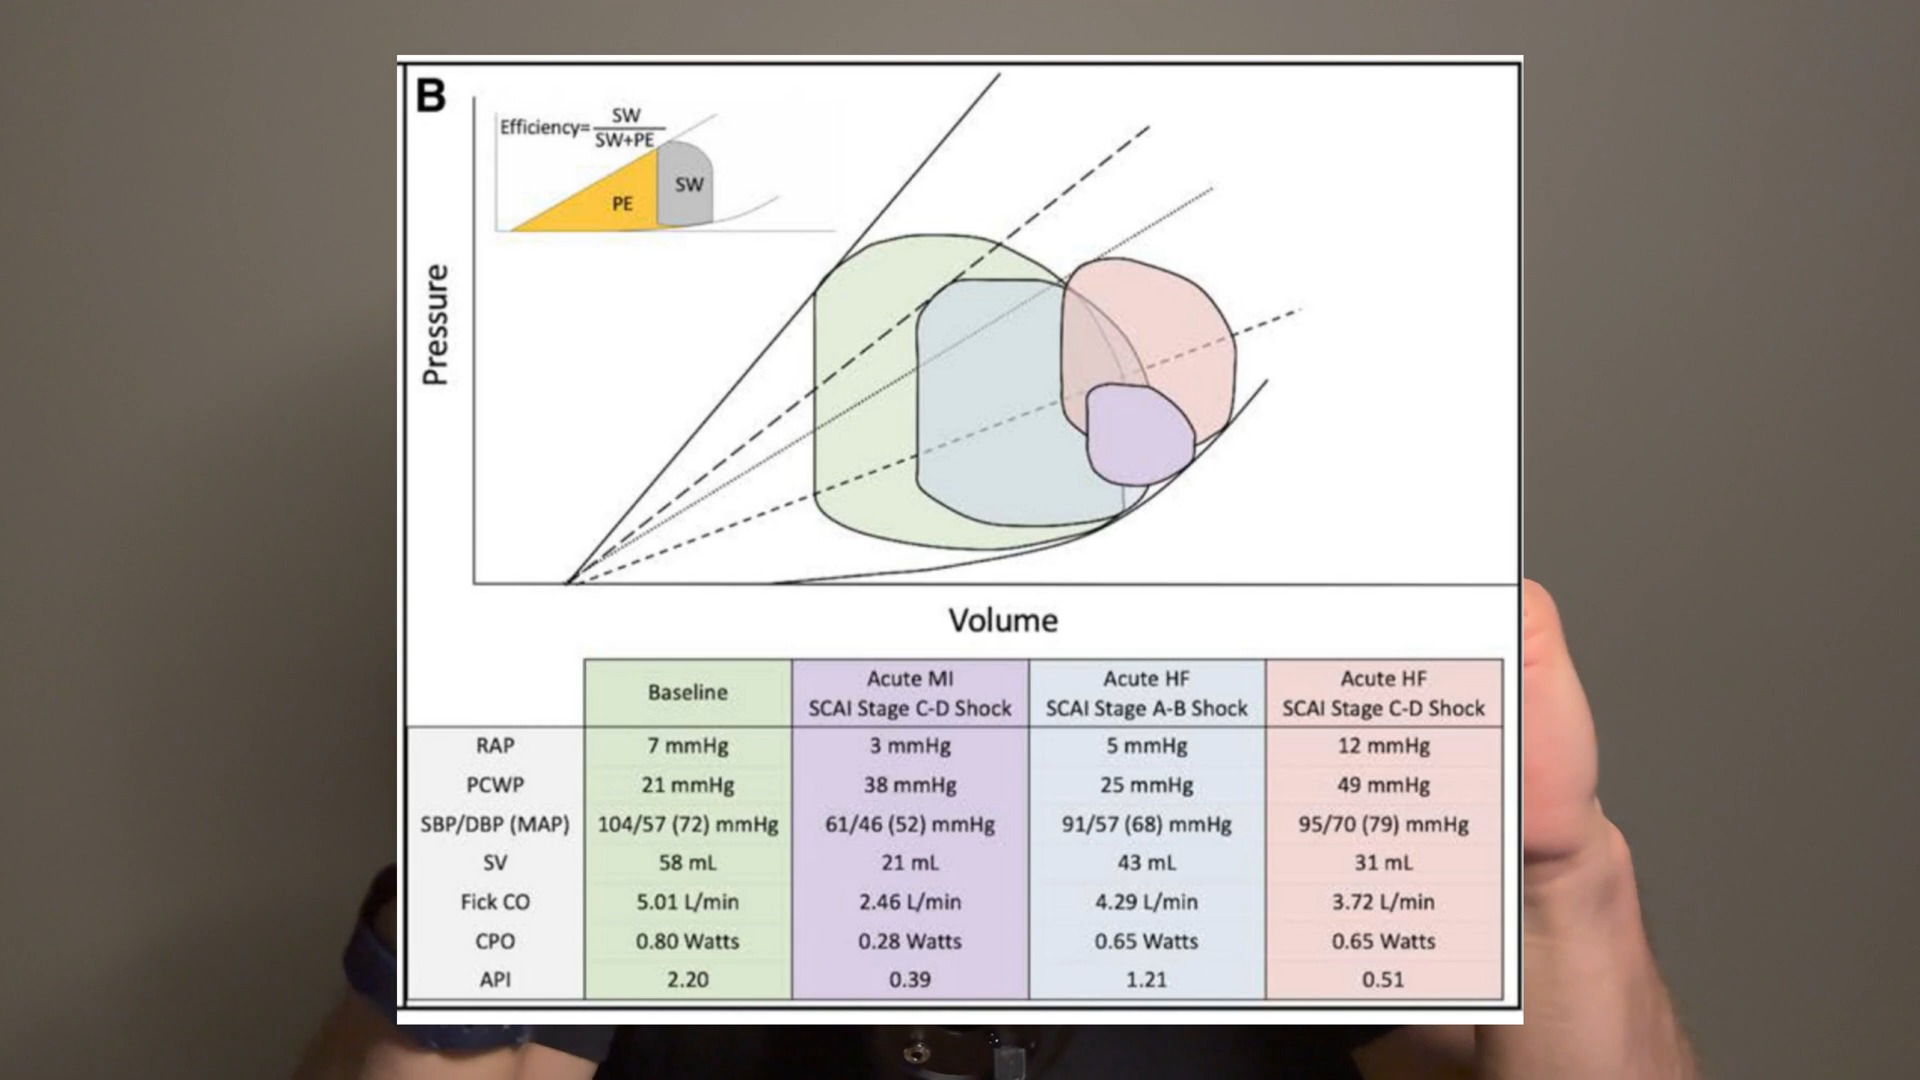 B
Efficiency= SW
SW+PE
PE
SW
Pressure
Volume
Baseline
Acute MI
SCAI Stage C-D Shock
Acute HF
SCAI Stage A-B Shock
Acute HF
SCAI Stage C-D Shock
RAP 7 mmHg 3 mmHg 5 mmHg 12 mmHg
PCWP 21 mmHg 38 mmHg 25 mmHg 49 mmHg
SBP/DBP (MAP) 104/57 (72) mmHg 61/46 (52) mmHg 91/57 (68) mmHg 95/70 (79) mmHg
SV 58 mL 21 mL 43 mL 31 mL
Fick CO 5.01 L/min 2.46 L/min 4.29 L/min 3.72 L/min
CPO 0.80 Watts 0.28 Watts 0.65 Watts 0.65 Watts
API 2.20 0.39 1.21 0.51